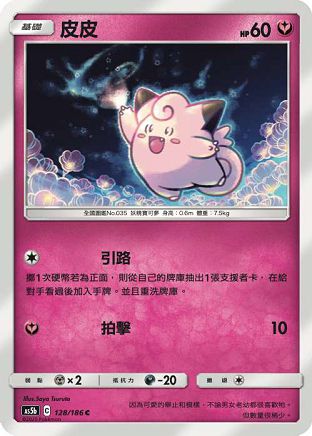 基礎 皮皮 HP60
全國圖鑑No.035 妖精寶可夢 身高：0.6m 體重：7.5kg
引路
擲1次硬幣若為正面，則從自己的牌庫抽出1張支援者卡，在給
對手看過後加入手牌。並且重洗牌庫。
拍擊 10
弱點 ×2 抵抗力 -20 撤退
Illus.Saya Tsuruta
xs5b C 128/186 C
©2020 Pokémon
因為可愛的舉止和模樣，不論男女老幼都很喜歡。
但數量很少。